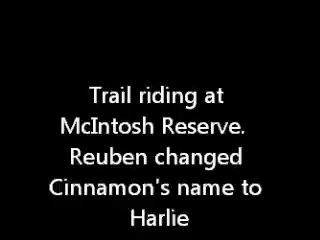 Trail riding at
McIntosh Reserve.
Reuben changed
Cinnamon's name to
Harlie